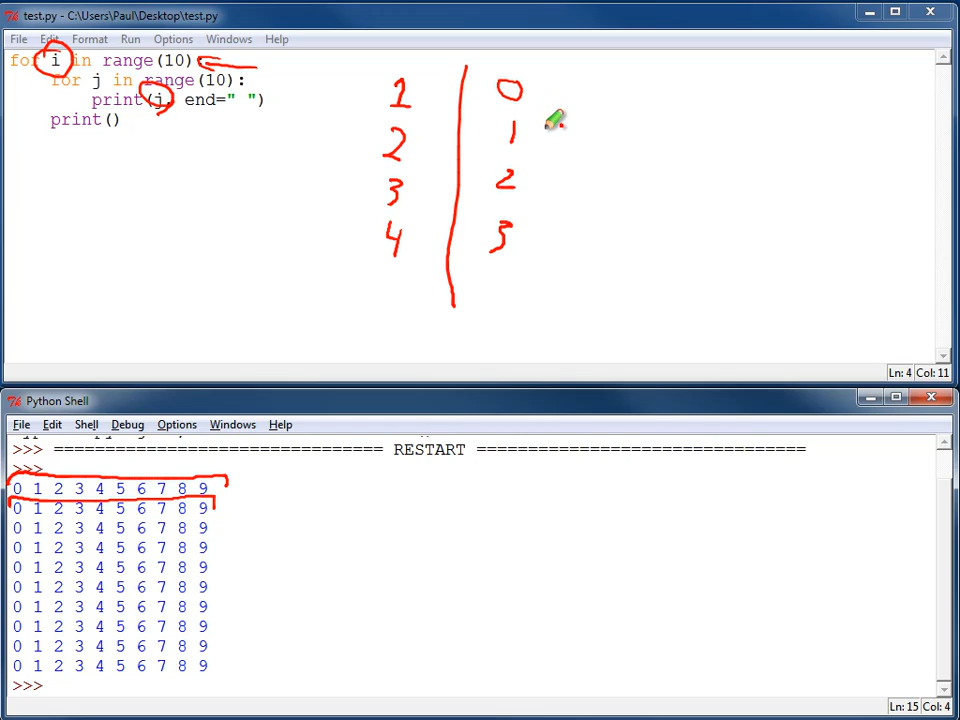 test.py - C:\Users\Paul\Desktop\test.py
File Edit Format Run Options Windows Help
for i in range(10):
    for j in range(10):
        print(j, end=" ")
    print()
1 0
2 1
3 2
4 3
Ln: 4 Col: 11
Python Shell
File Edit Shell Debug Options Windows Help
>>> ================================ RESTART ================================
>>>
0 1 2 3 4 5 6 7 8 9
0 1 2 3 4 5 6 7 8 9
0 1 2 3 4 5 6 7 8 9
0 1 2 3 4 5 6 7 8 9
0 1 2 3 4 5 6 7 8 9
0 1 2 3 4 5 6 7 8 9
0 1 2 3 4 5 6 7 8 9
0 1 2 3 4 5 6 7 8 9
0 1 2 3 4 5 6 7 8 9
0 1 2 3 4 5 6 7 8 9
>>>
Ln: 15 Col: 4